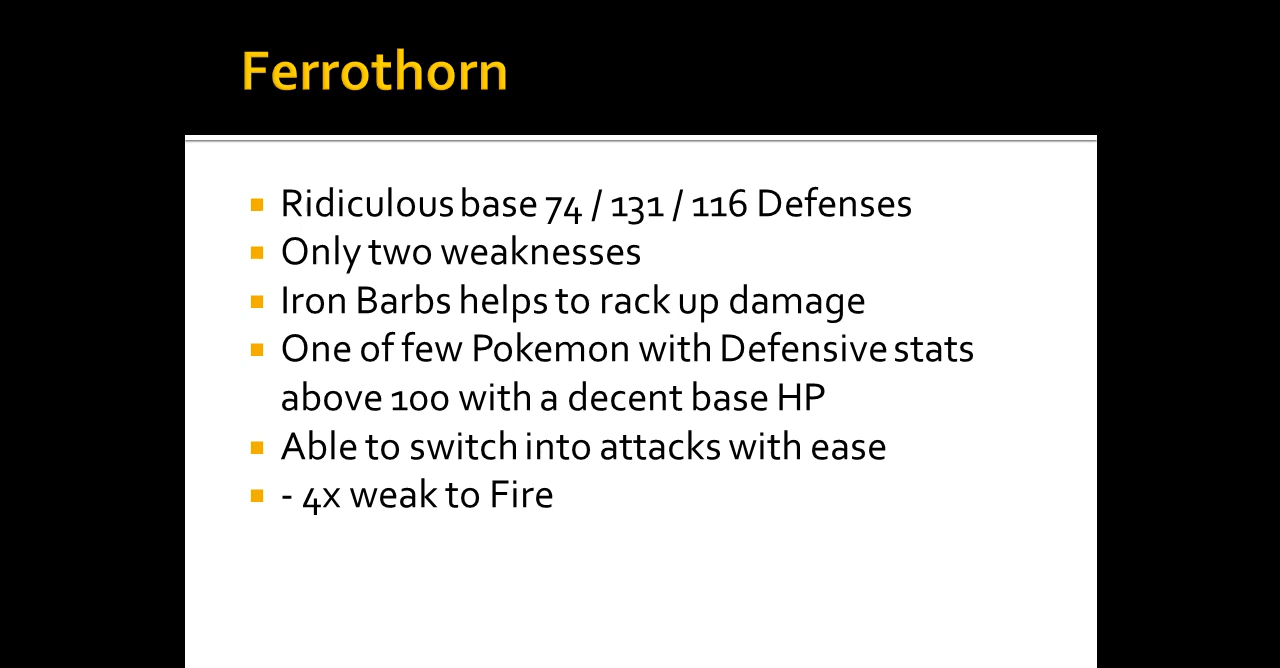 Ferrothorn
Ridiculous base 74 / 131 / 116 Defenses
Only two weaknesses
Iron Barbs helps to rack up damage
One of few Pokemon with Defensive stats
above 100 with a decent base HP
Able to switch into attacks with ease
- 4x weak to Fire